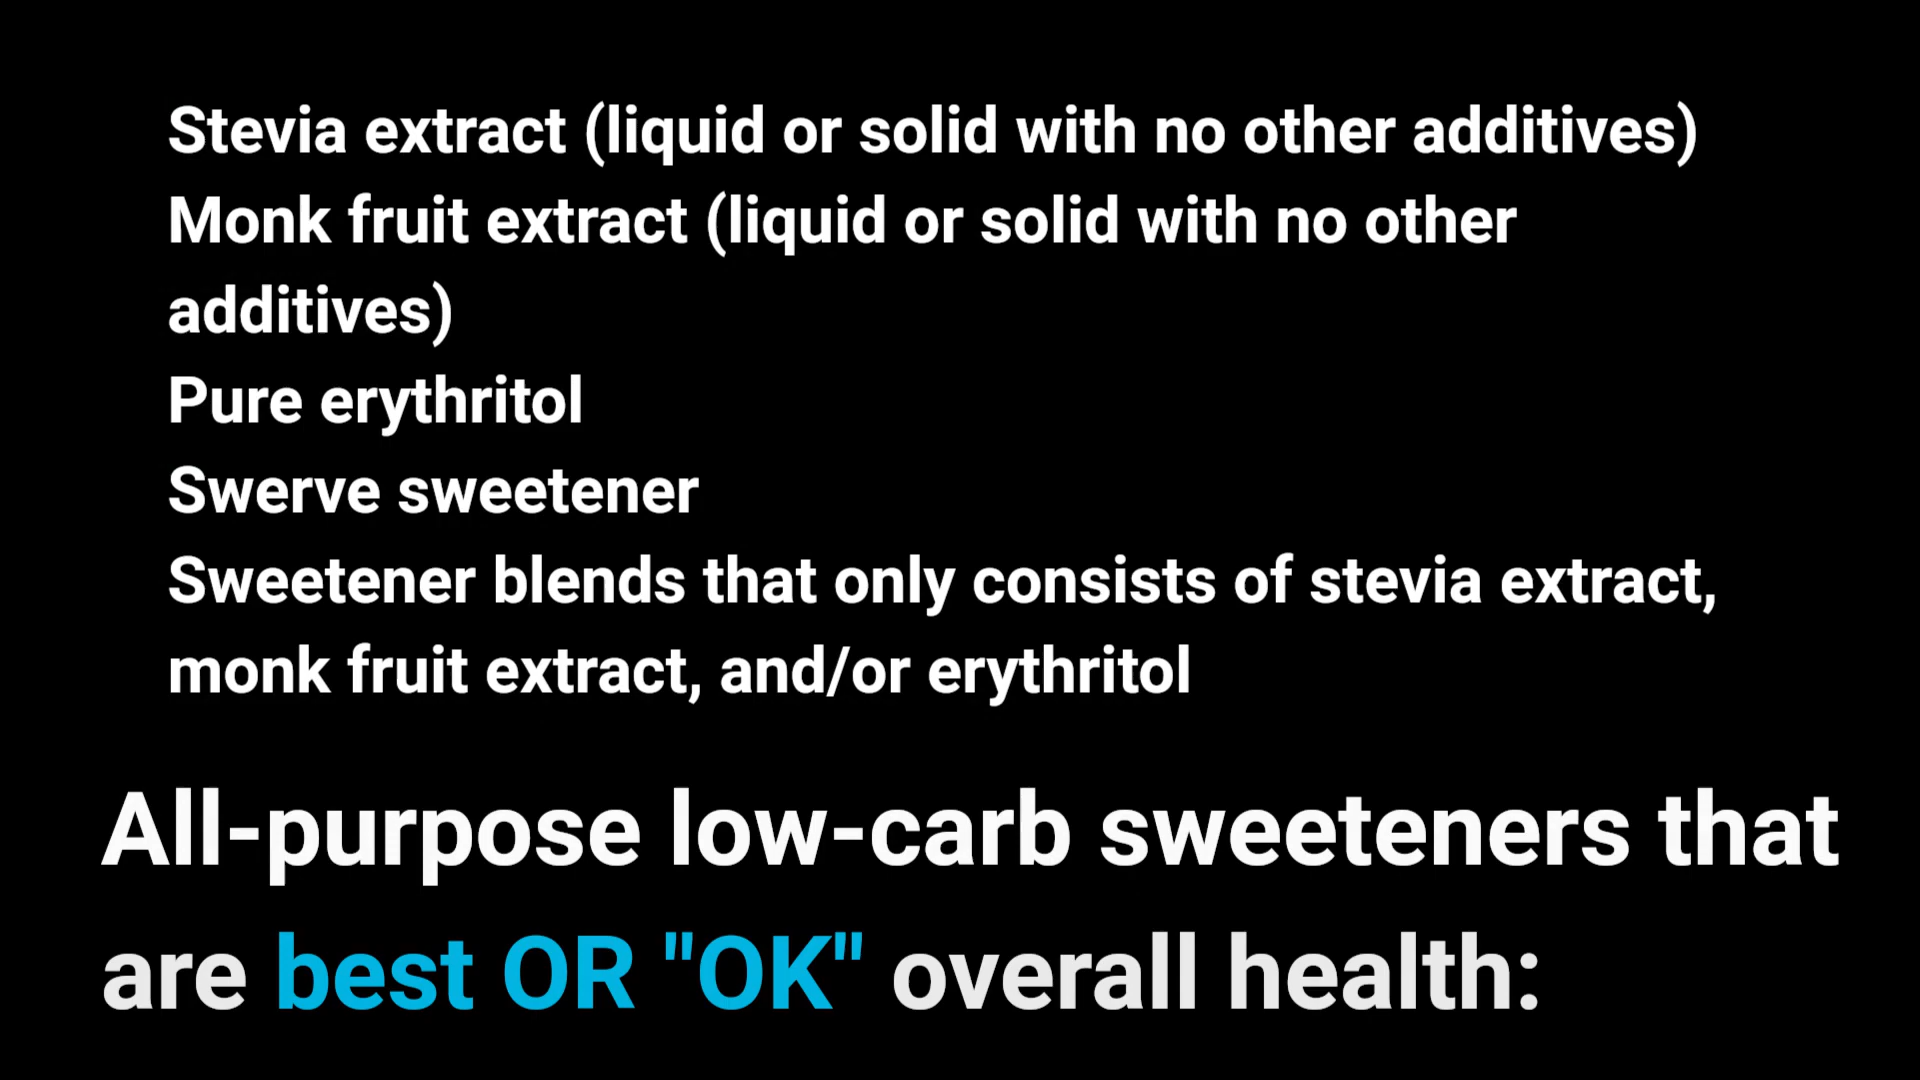 Stevia extract (liquid or solid with no other additives)
Monk fruit extract (liquid or solid with no other
additives)
Pure erythritol
Swerve sweetener
Sweetener blends that only consists of stevia extract,
monk fruit extract, and/or erythritol
All-purpose low-carb sweeteners that
are best OR "OK" overall health: